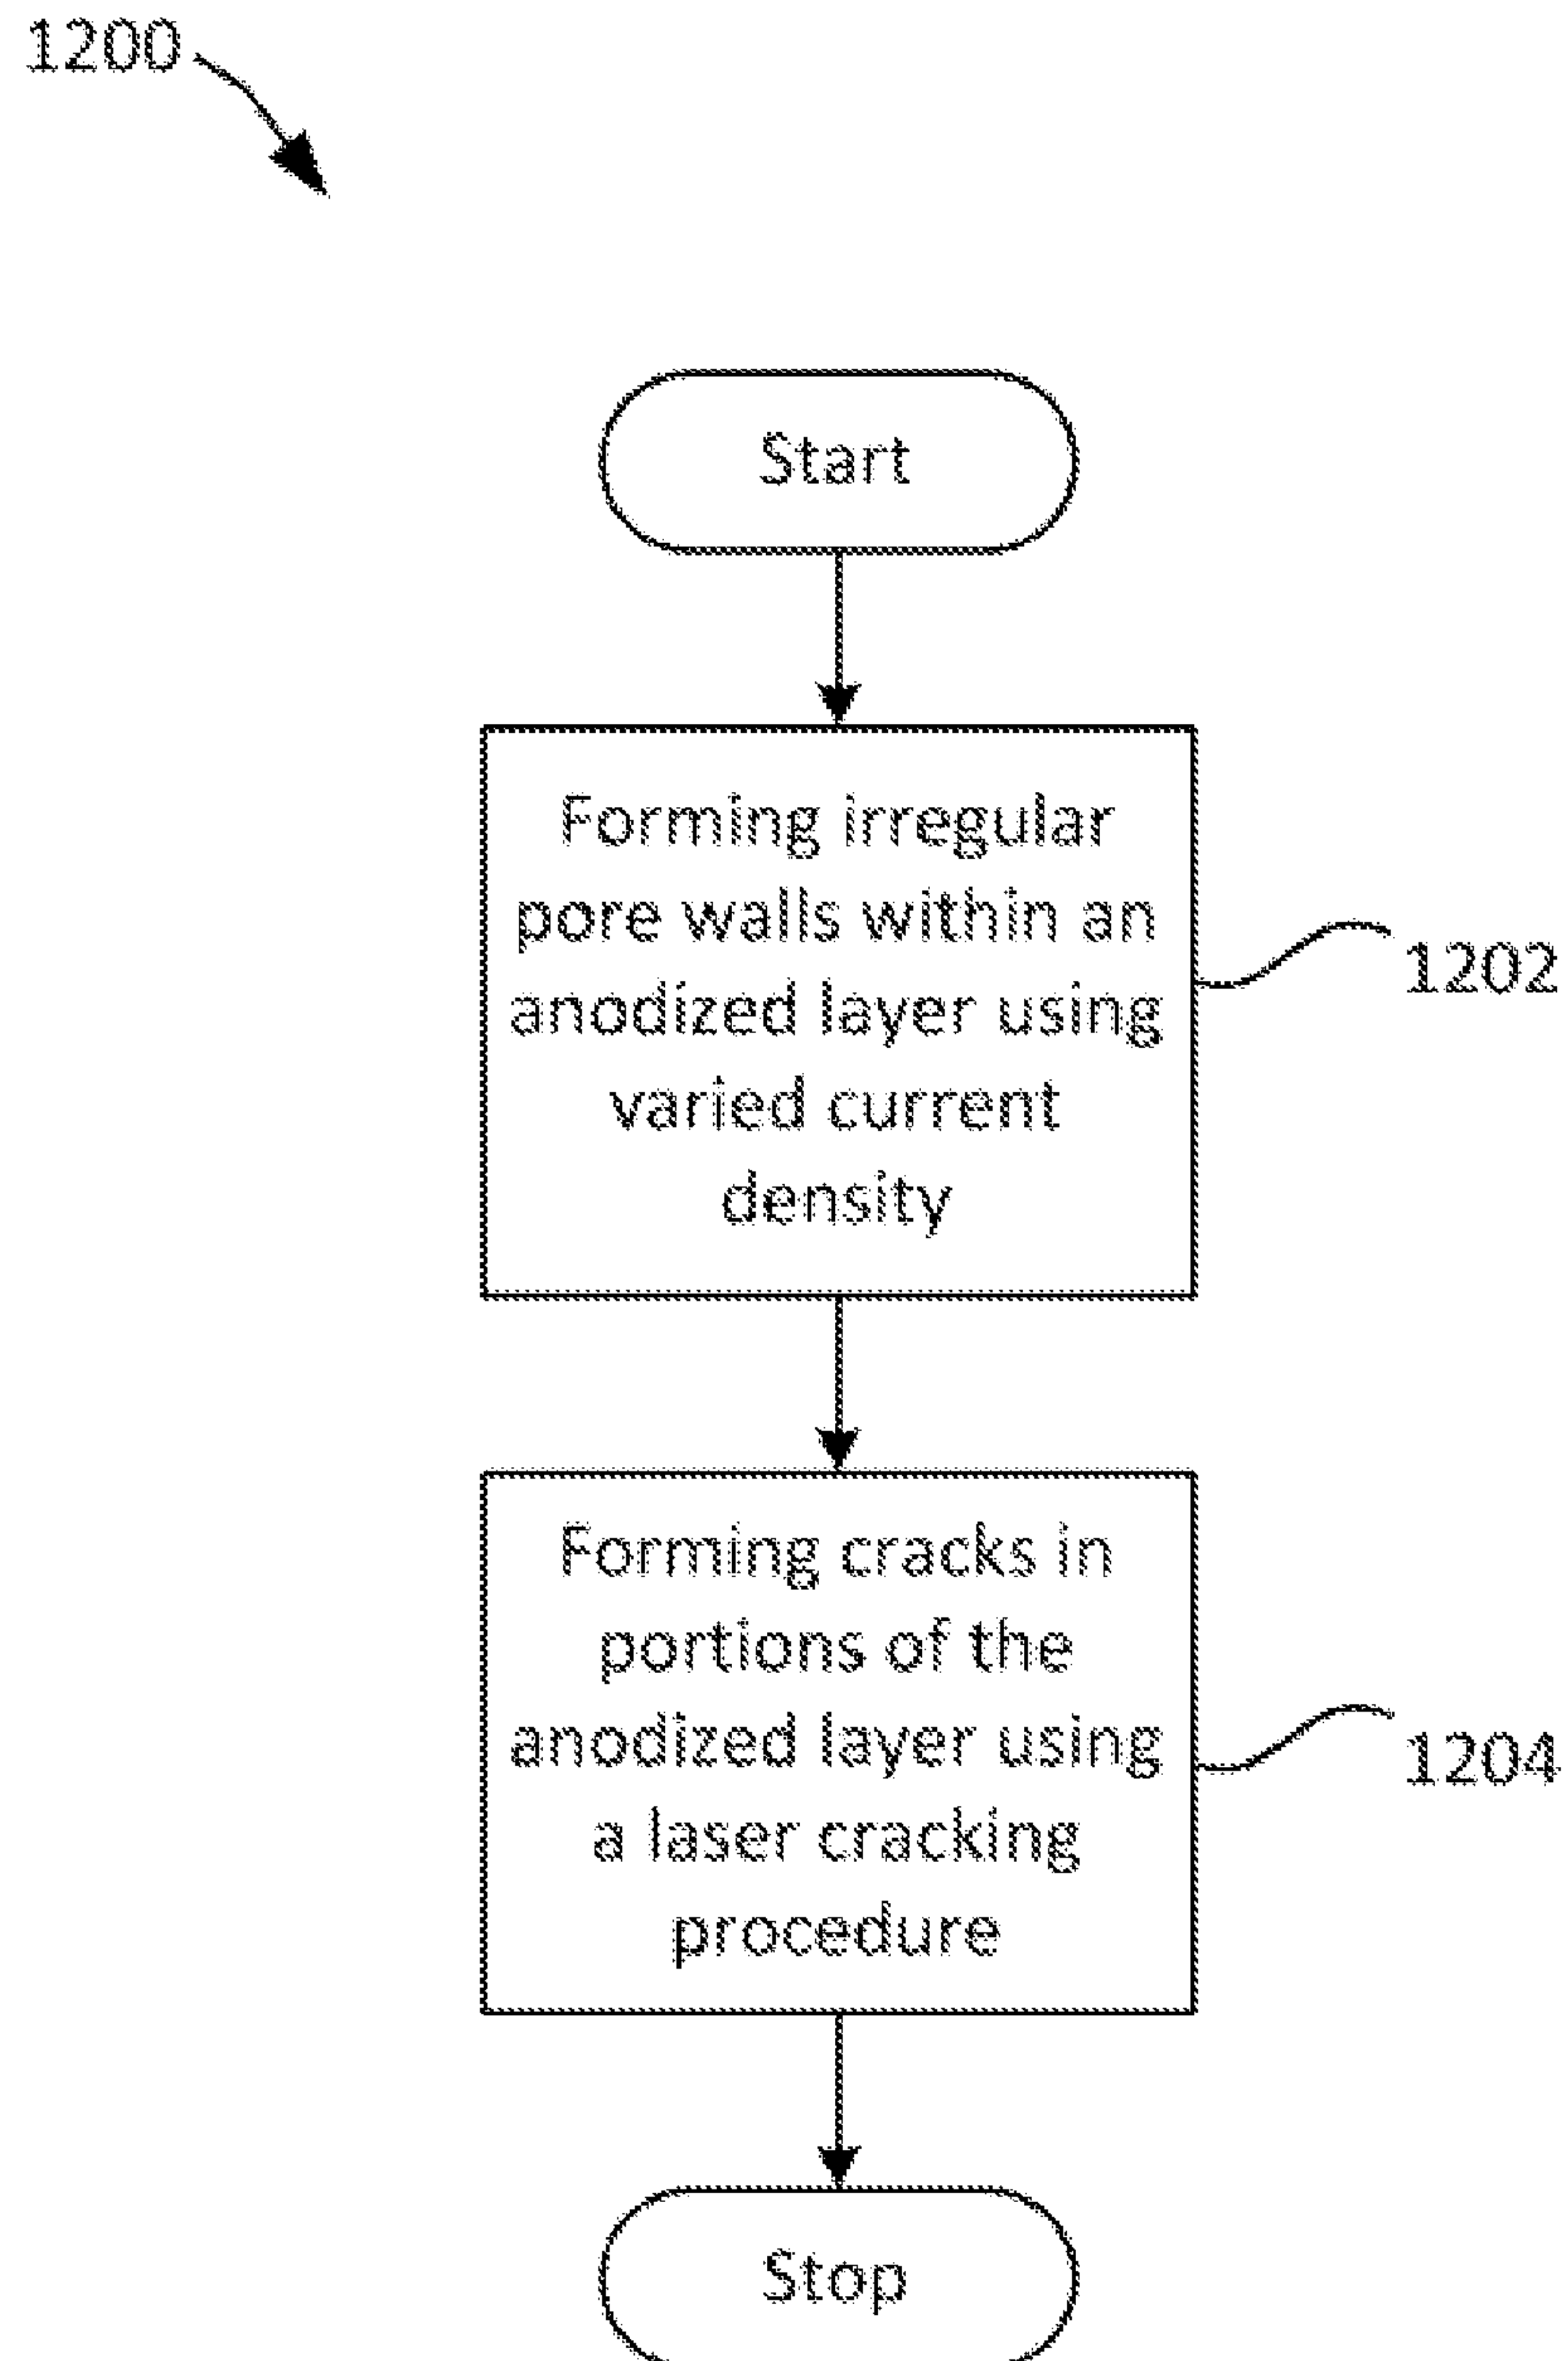 1200
Start
Forming irregular
pore walls within an
anodized layer using
varied current
density
1202
Forming cracks in
portions of the
anodized layer using
a laser cracking
procedure
1204
Stop